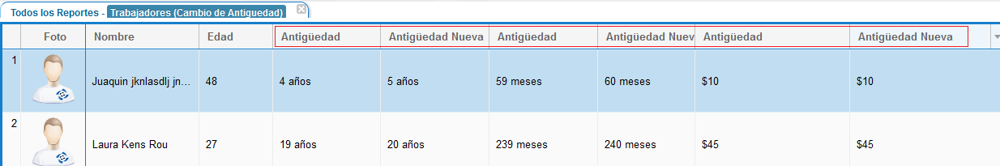 Todos los Reportes - Trabajadores (Cambio de Antiguedad)
Foto Nombre Edad Antigüedad Antigüedad Nueva Antigüedad Antigüedad Nuev Antigüedad Antigüedad Nueva
1 Juaquin jknlasdlj jn... 48 4 años 5 años 59 meses 60 meses $10 $10
2 Laura Kens Rou 27 19 años 20 años 239 meses 240 meses $45 $45